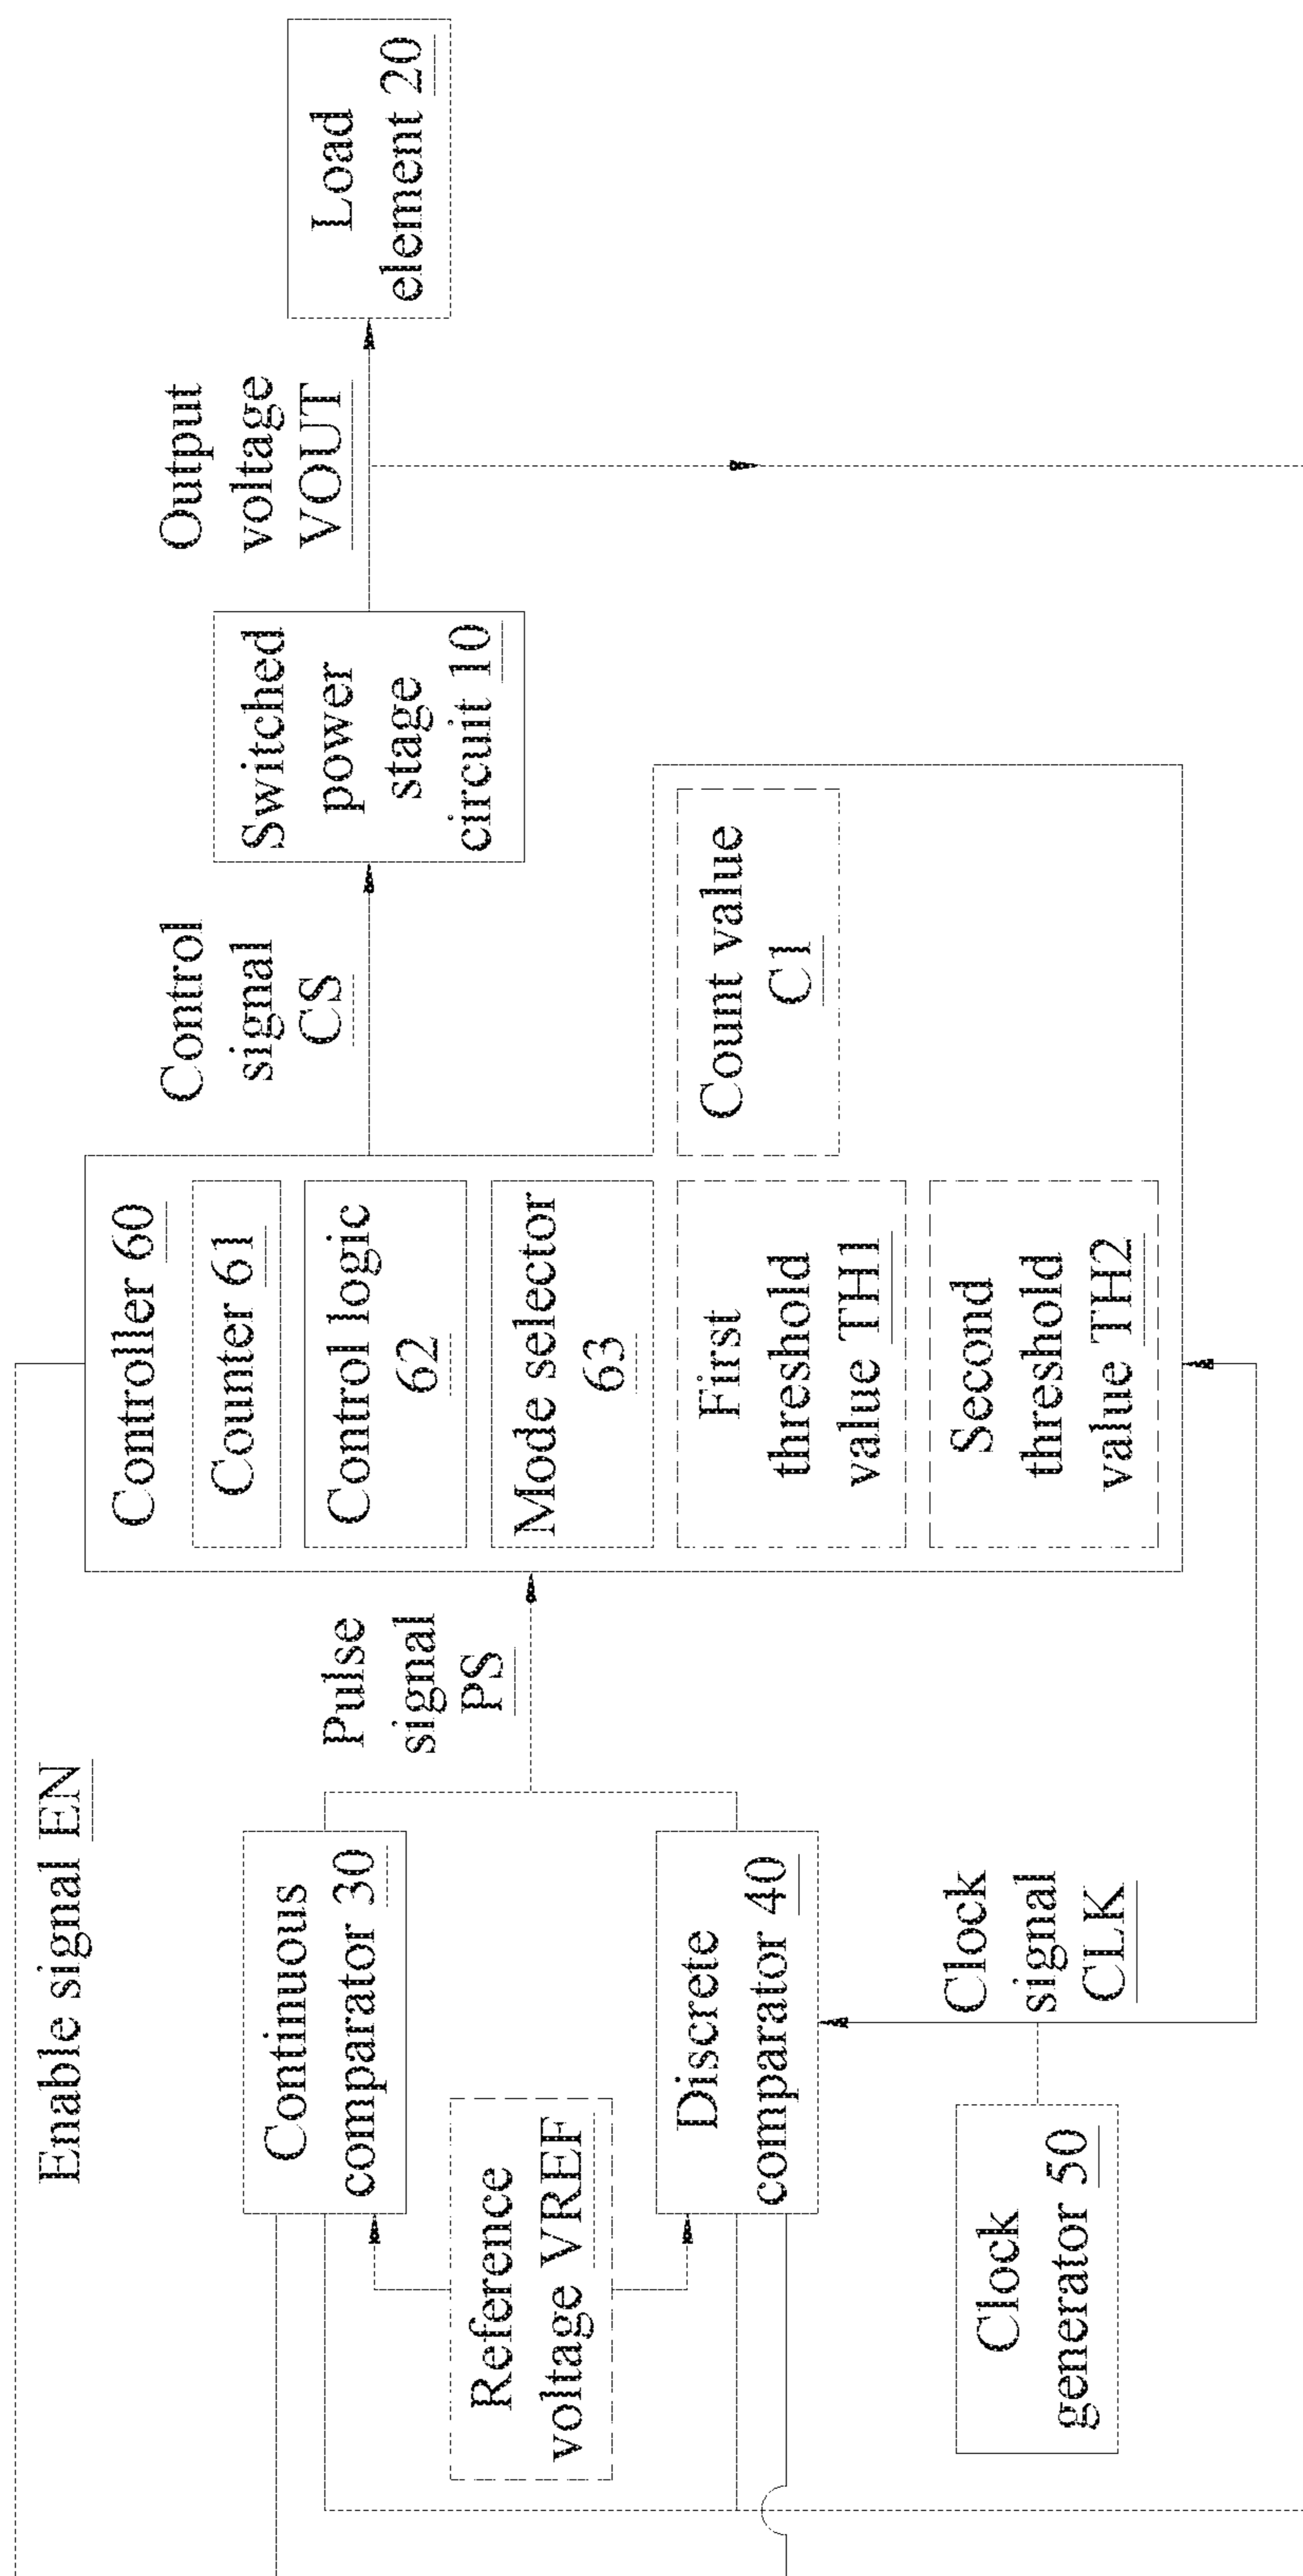 Enable signal EN
Continuous
comparator 30
Reference
voltage VREF
Discrete
comparator 40
Clock
generator 50
Clock
signal
CLK
Pulse
signal
PS
Controller 60
Counter 61
Control logic
62
Mode selector
63
First
threshold
value TH1
Second
threshold
value TH2
Count value
C1
Control
signal
CS
Switched
power
stage
circuit 10
Output
voltage
VOUT
Load
element 20